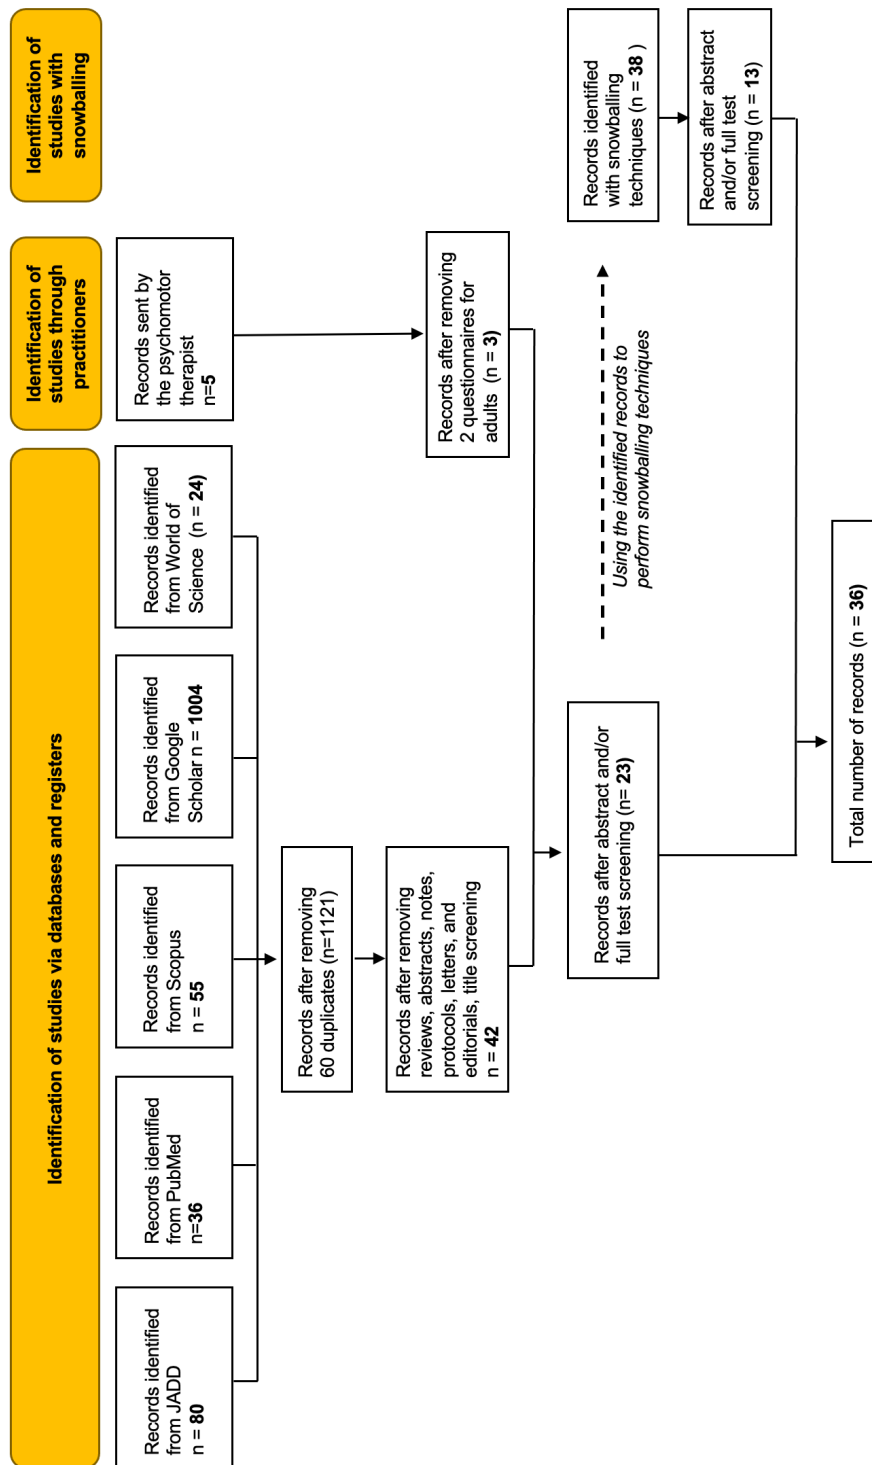 Identification of studies via databases and registers
Identification of
studies through
practitioners
Identification of
studies with
snowballing
Records identified
from JADD
n = 80
Records identified
from PubMed
n=36
Records identified
from Scopus
n = 55
Records identified
from Google
Scholar n = 1004
Records identified
from World of
Science (n = 24)
Records sent by
the psychomotor
therapist
n=5
Records after removing
60 duplicates (n=1121)
Records after removing
reviews, abstracts, notes,
protocols, letters, and
editorials, title screening
n = 42
Records after removing
2 questionnaires for
adults (n = 3)
Records after abstract and/or
full test screening (n= 23)
Using the identified records to
perform snowballing techniques
Records identified
with snowballing
techniques (n = 38 )
Records after abstract
and/or full test
screening (n = 13)
Total number of records (n = 36)